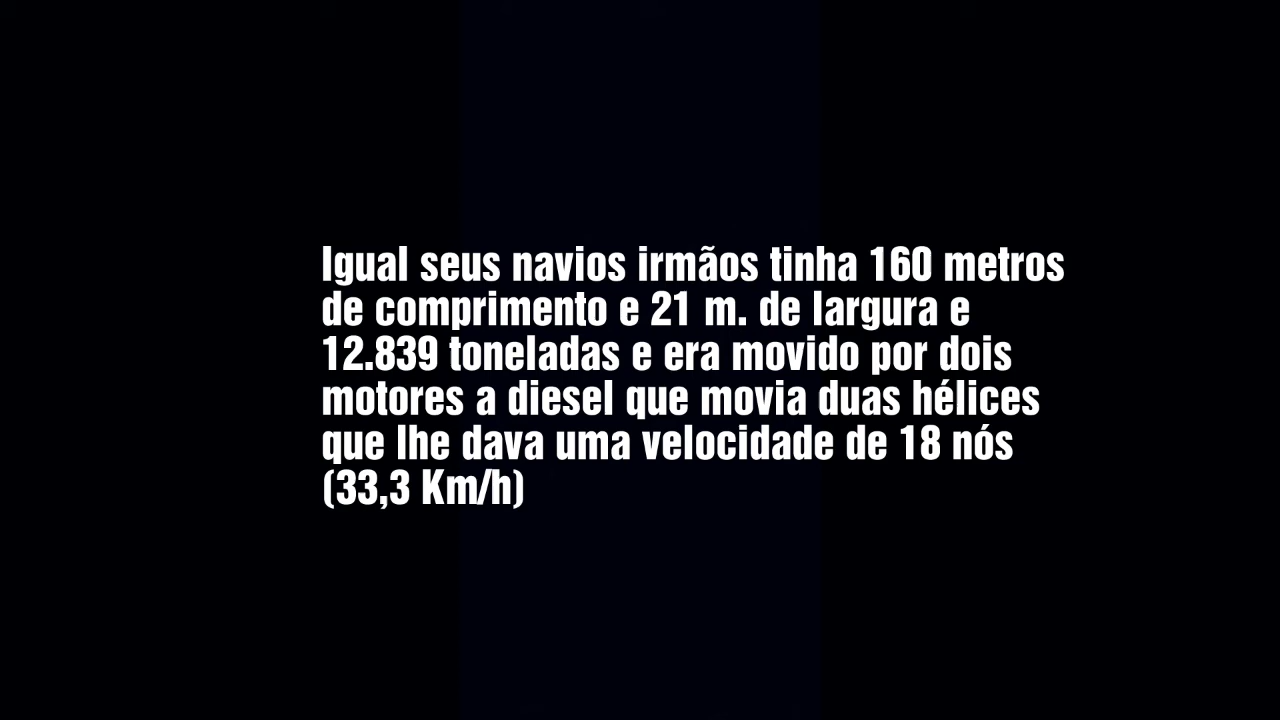 Igual seus navios irmãos tinha 160 metros
de comprimento e 21 m. de largura e
12.839 toneladas e era movido por dois
motores a diesel que movia duas hélices
que lhe dava uma velocidade de 18 nós
(33,3 Km/h)